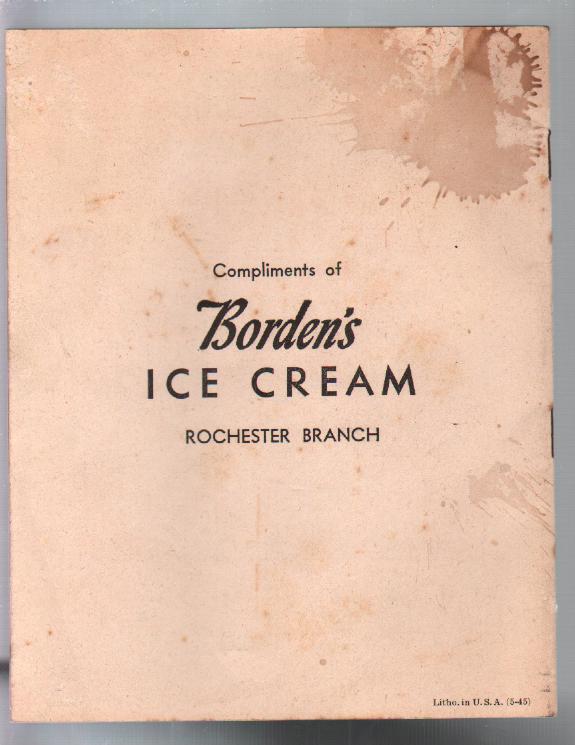 Compliments of
Borden's
ICE CREAM
ROCHESTER BRANCH
Litho. in U. S. A. (5-45)